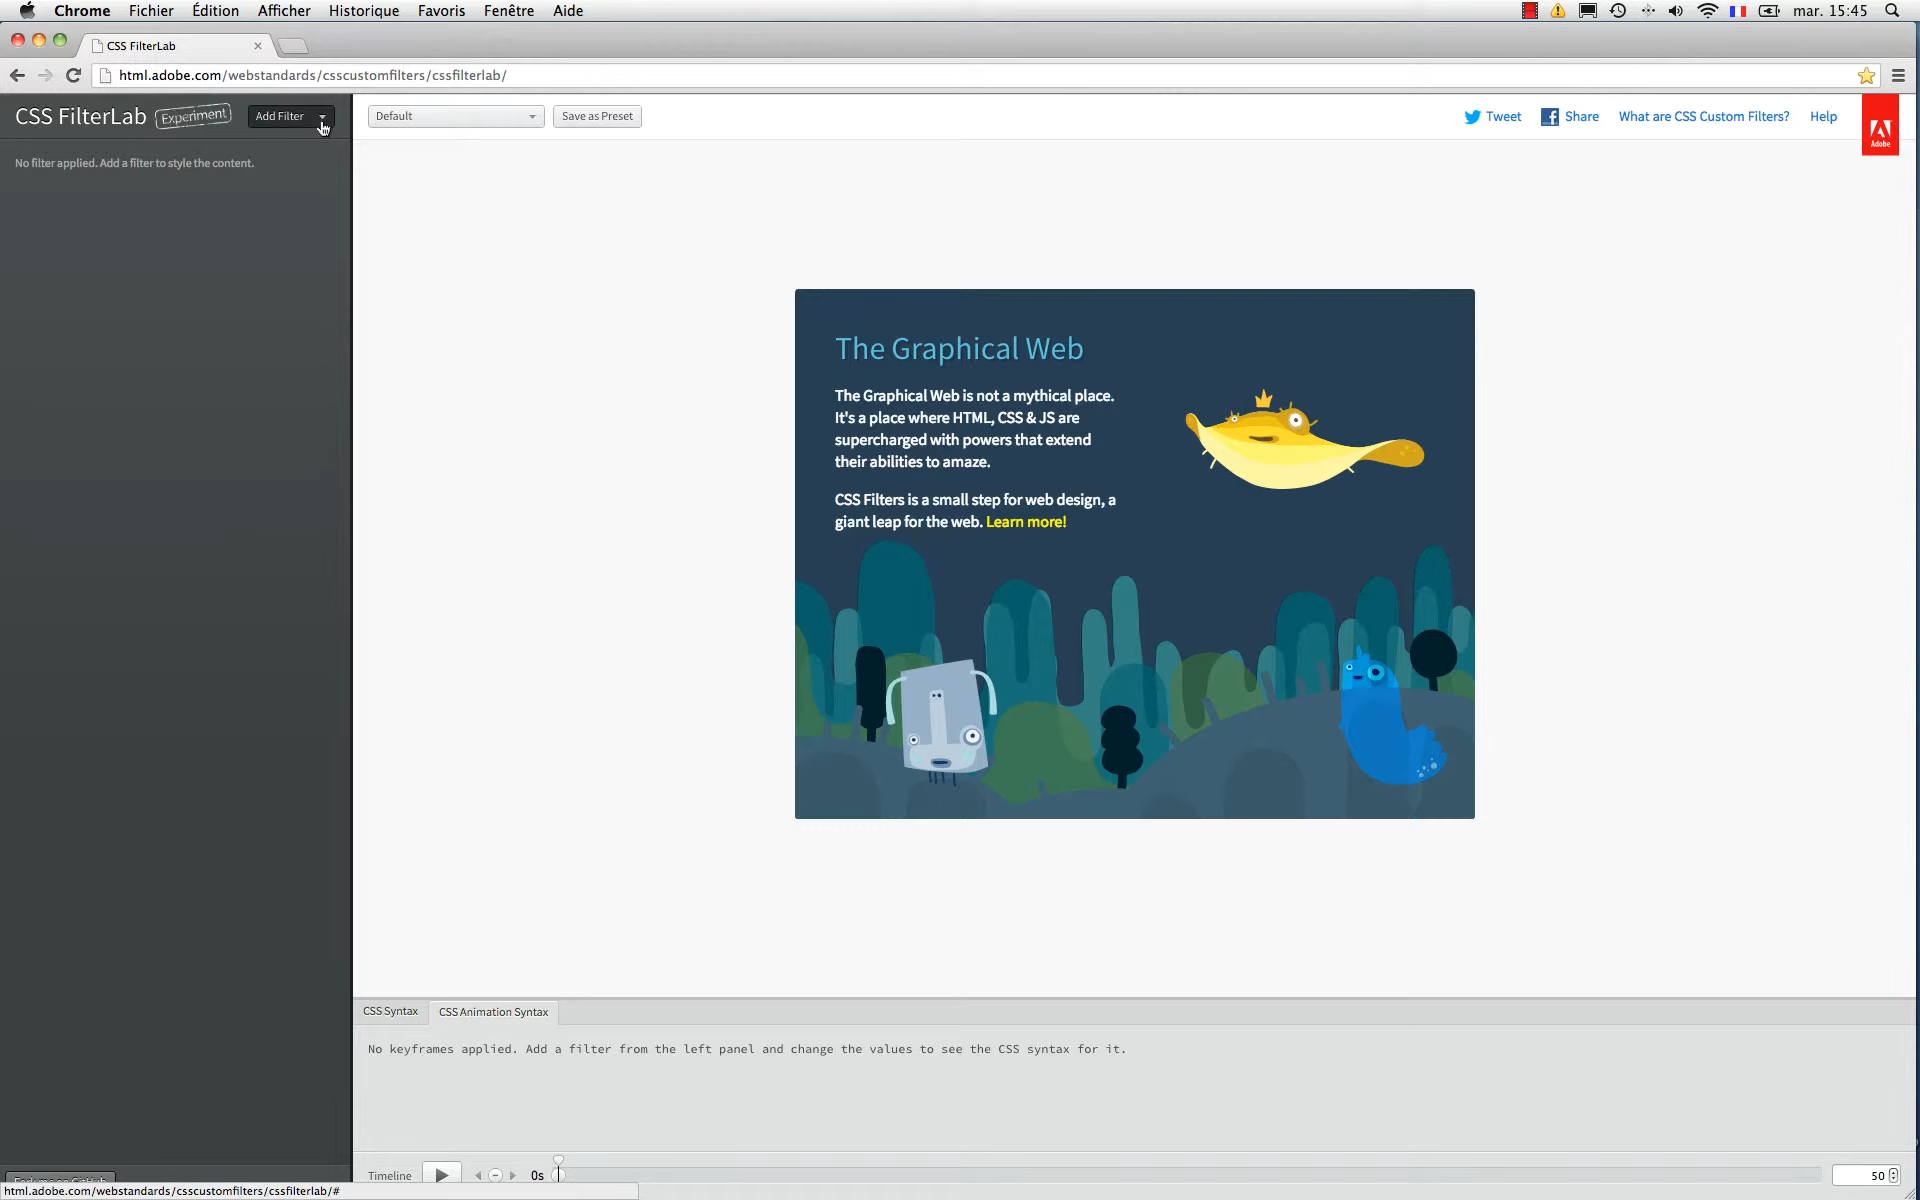 Chrome Fichier Édition Afficher Historique Favoris Fenêtre Aide mar. 15:45
CSS FilterLab
html.adobe.com/webstandards/csscustomfilters/cssfilterlab/
CSS FilterLab Experiment Add Filter Default Save as Preset Tweet Share What are CSS Custom Filters? Help
Adobe
No filter applied. Add a filter to style the content.
The Graphical Web
The Graphical Web is not a mythical place.
It's a place where HTML, CSS & JS are
supercharged with powers that extend
their abilities to amaze.
CSS Filters is a small step for web design, a
giant leap for the web. Learn more!
CSS Syntax CSS Animation Syntax
No keyframes applied. Add a filter from the left panel and change the values to see the CSS syntax for it.
Timeline 0s 50
html.adobe.com/webstandards/csscustomfilters/cssfilterlab/#